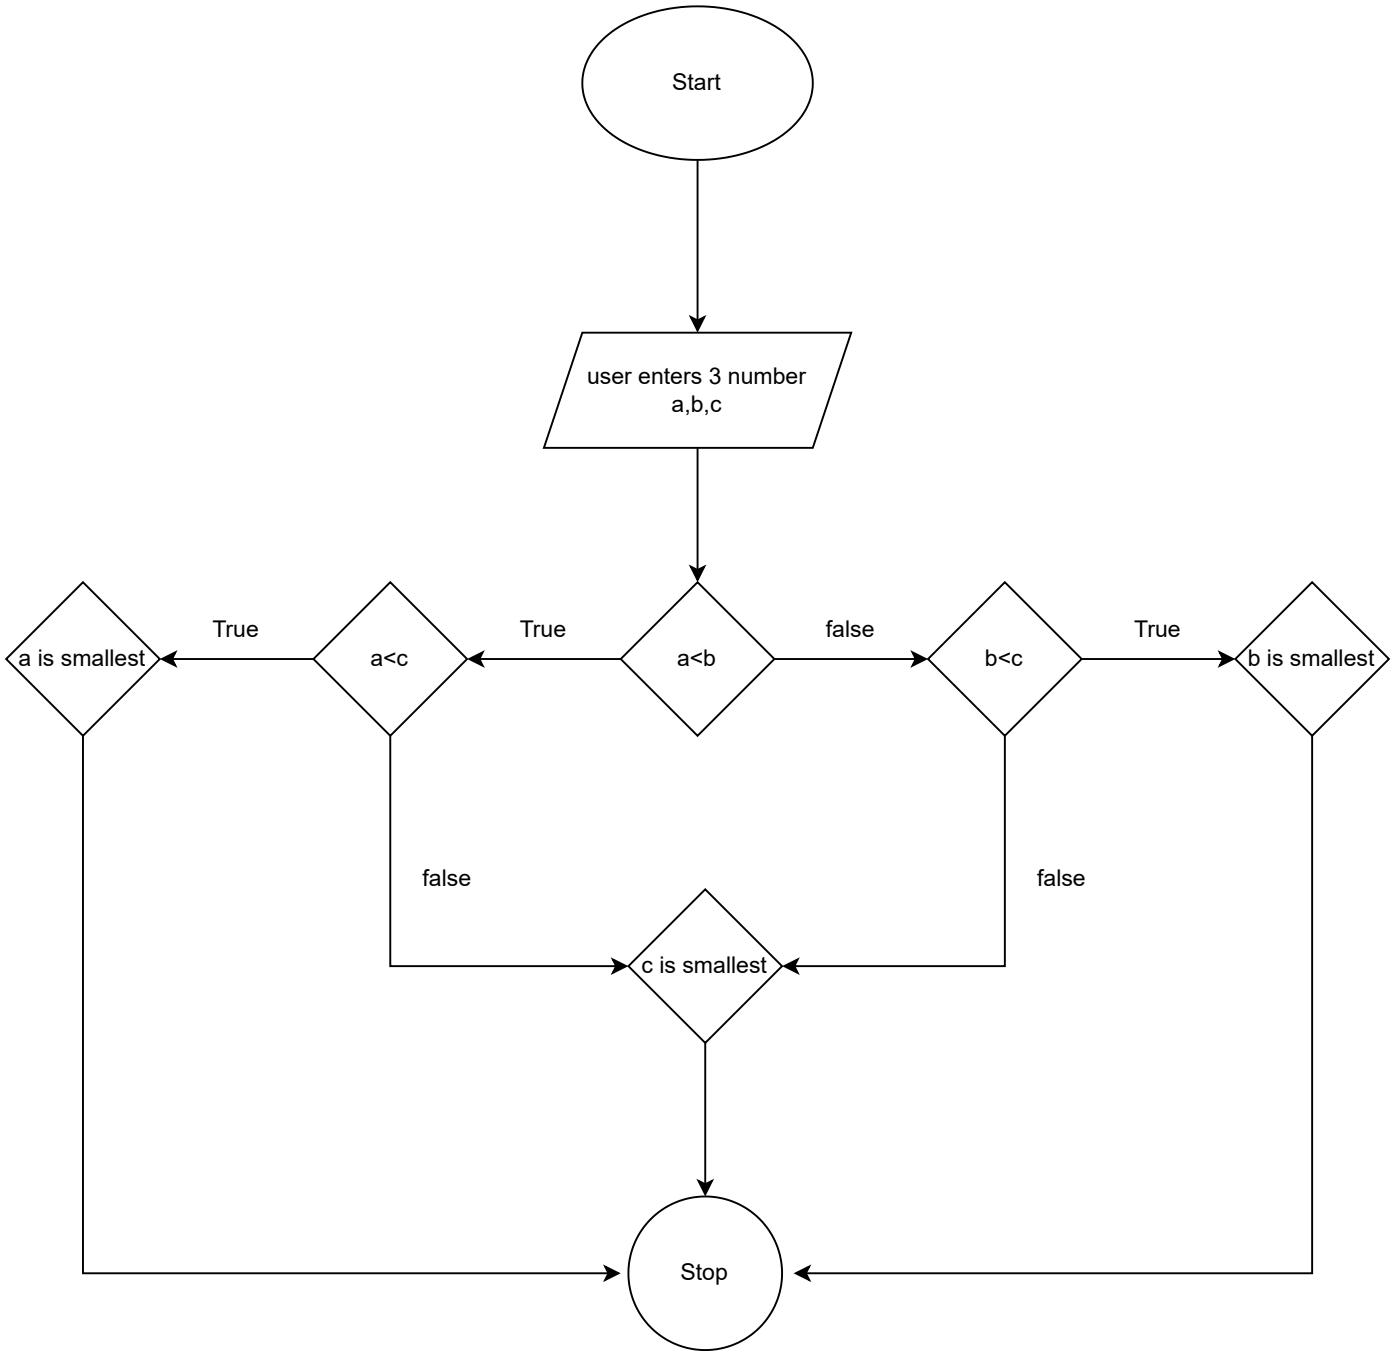 Start
user enters 3 number
a,b,c
True
True
false
True
a is smallest
a<c
a<b
b<c
b is smallest
false
false
c is smallest
Stop